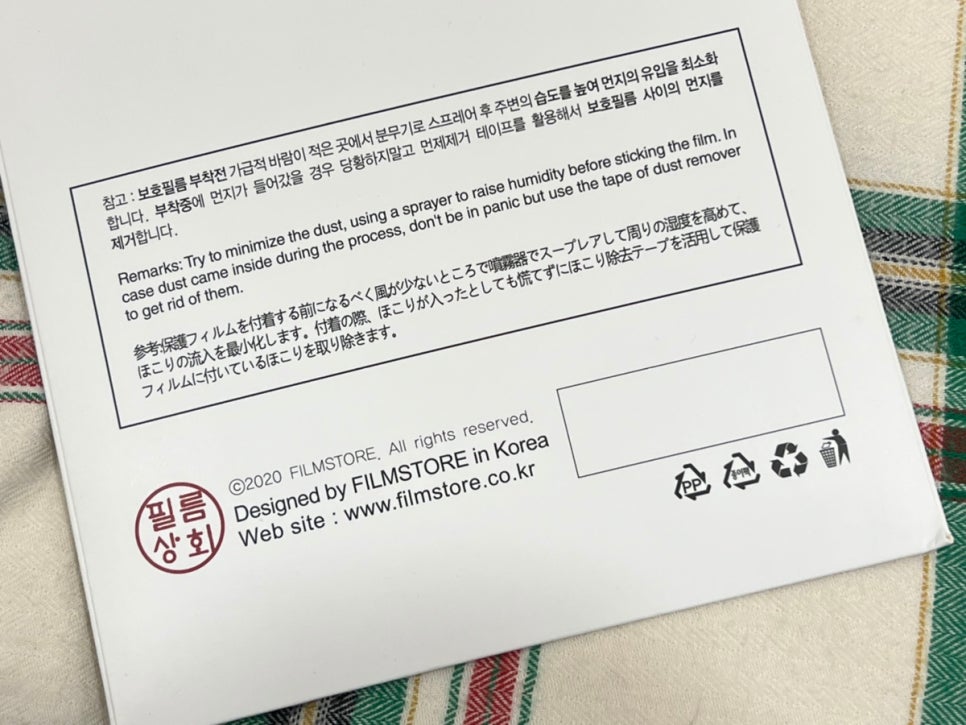 참고 : 보호필름 부착전 가급적 바람이 적은 곳에서 분무기로 스프레어 후 주변의 습도를 높여 먼지의 유입을 최소화
합니다. 부착중에 먼지가 들어갔을 경우 당황하지말고 먼제제거 테이프를 활용해서 보호필름 사이의 먼지를
제거합니다.
Remarks: Try to minimize the dust, using a sprayer to raise humidity before sticking the film. In
case dust came inside during the process, don't be in panic but use the tape of dust remover
to get rid of them.
参考:保護フィルムを付着する前になるべく風が少ないところで噴霧器でスープレアして周りの湿度を高めて、
ほこりの流入を最小化します。付着の際、ほこりが入ったとしても慌てずにほこり除去テープを活用して保護
フィルムに付いているほこりを取り除きます。
©2020 FILMSTORE. All rights reserved.
Designed by FILMSTORE in Korea
Web site : www.filmstore.co.kr
필름
상회
PP
종이팩